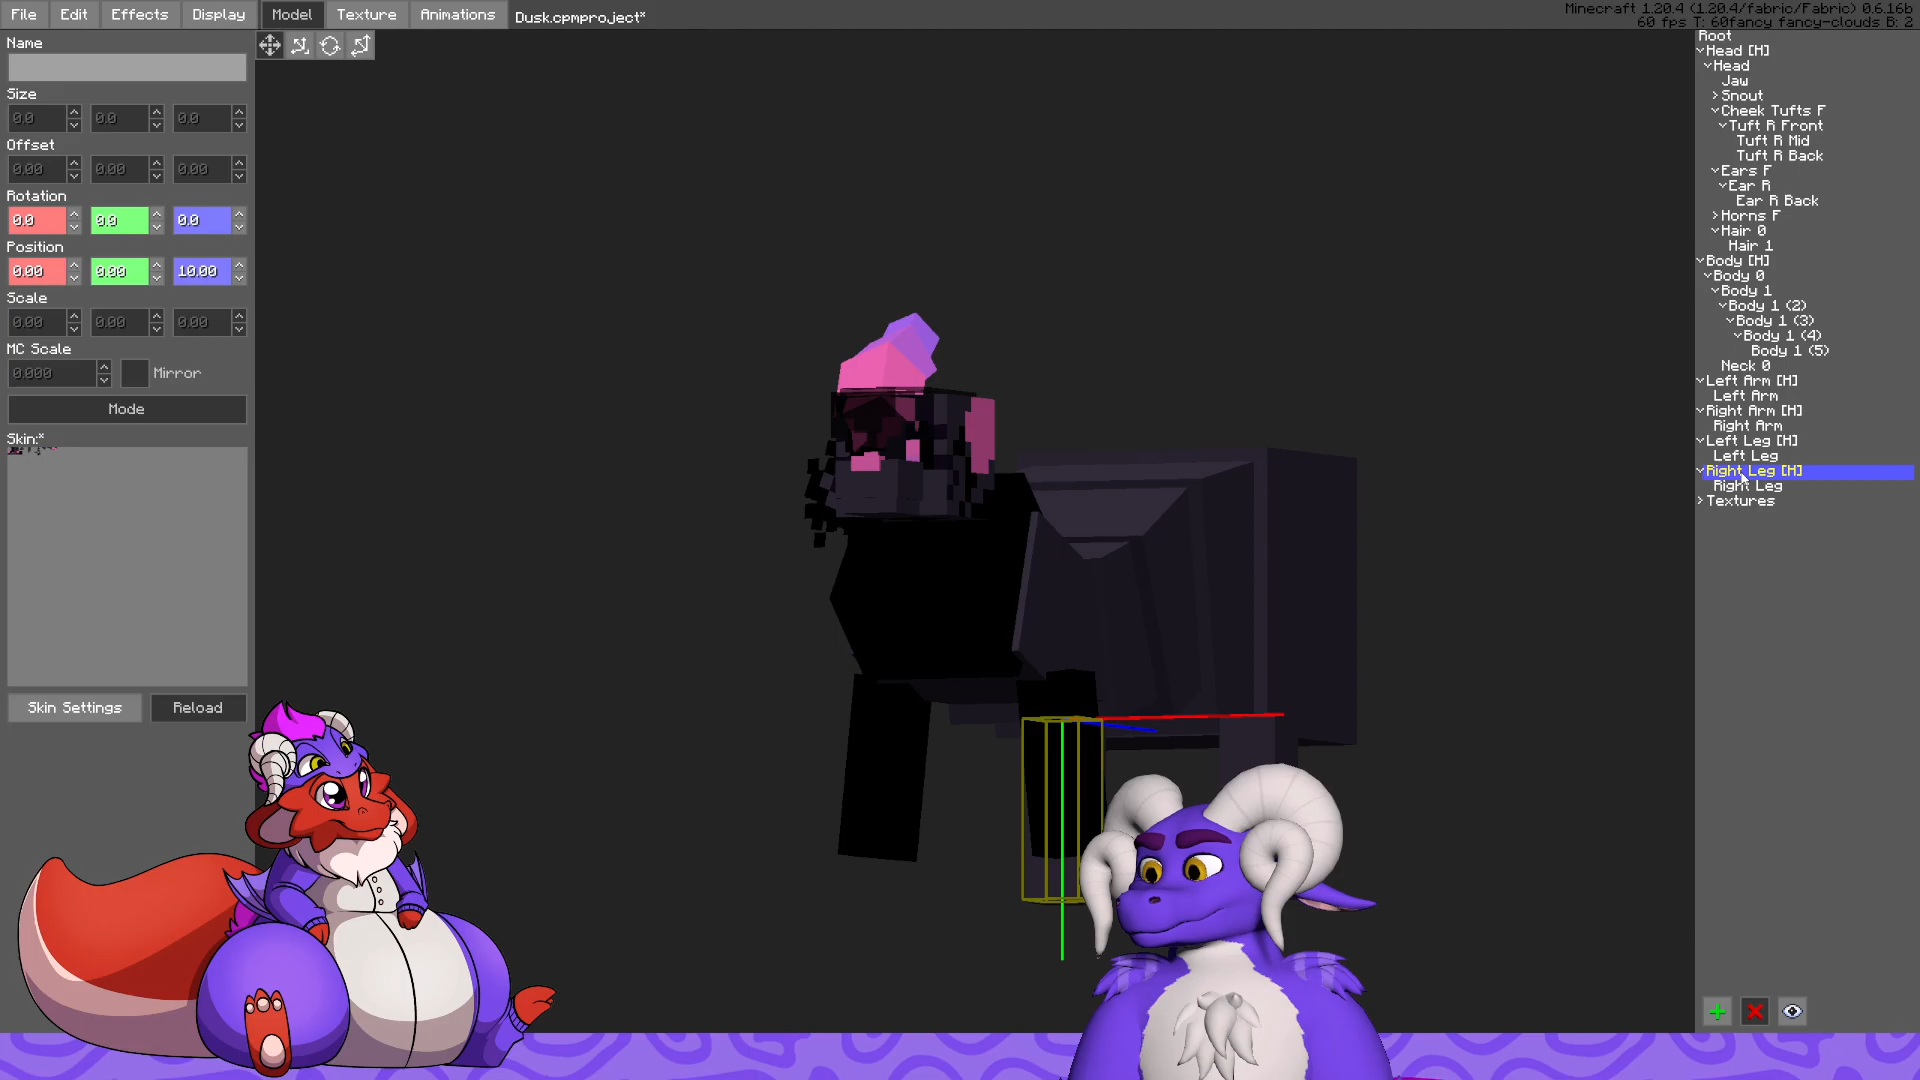 File Edit Effects Display Model Texture Animations Dusk.cpmproject*
Minecraft 1.20.4 (1.20.4/fabric/Fabric) 0.6.16b
60 fps T: 60fancy fancy-clouds B: 2
Name
Size
0.0 0.0 0.0
Offset
0.00 0.00 0.00
Rotation
0.0 0.0 0.0
Position
0.00 0.00 10.00
Scale
0.00 0.00 0.00
MC Scale
0.000 Mirror
Mode
Skin:*
Skin Settings Reload
Root
Head [H]
Head
Jaw
Snout
Cheek Tufts F
Tuft R Front
Tuft R Mid
Tuft R Back
Ears F
Ear R
Ear R Back
Horns F
Hair 0
Hair 1
Body [H]
Body 0
Body 1
Body 1 (2)
Body 1 (3)
Body 1 (4)
Body 1 (5)
Neck 0
Left Arm [H]
Left Arm
Right Arm [H]
Right Arm
Left Leg [H]
Left Leg
Right Leg [H]
Right Leg
Textures